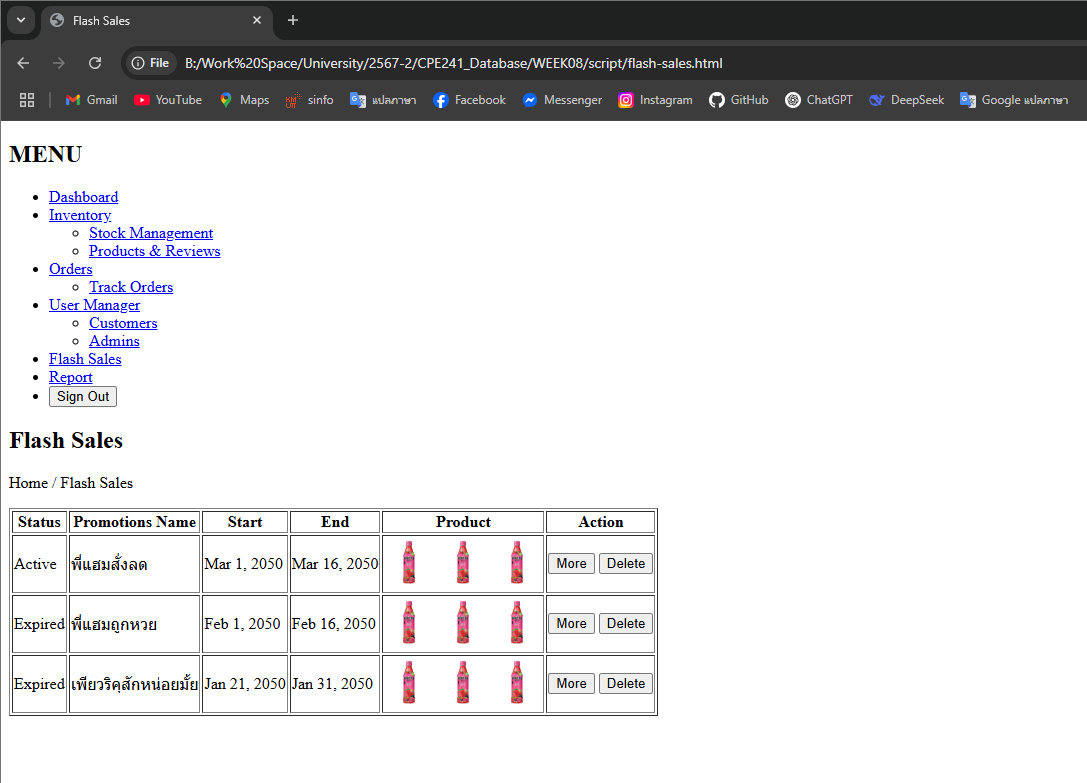 Flash Sales
File B:/Work%20Space/University/2567-2/CPE241_Database/WEEK08/script/flash-sales.html
Gmail YouTube Maps sinfo แปลภาษา Facebook Messenger Instagram GitHub ChatGPT DeepSeek Google แปลภาษา
MENU
Dashboard
Inventory
Stock Management
Products & Reviews
Orders
Track Orders
User Manager
Customers
Admins
Flash Sales
Report
Sign Out
Flash Sales
Home / Flash Sales
Status Promotions Name Start End Product Action
Active พี่แฮมสั่งลด Mar 1, 2050 Mar 16, 2050 More Delete
Expired พี่แฮมถูกหวย Feb 1, 2050 Feb 16, 2050 More Delete
Expired เพียวริคุสักหน่อยมั้ย Jan 21, 2050 Jan 31, 2050 More Delete